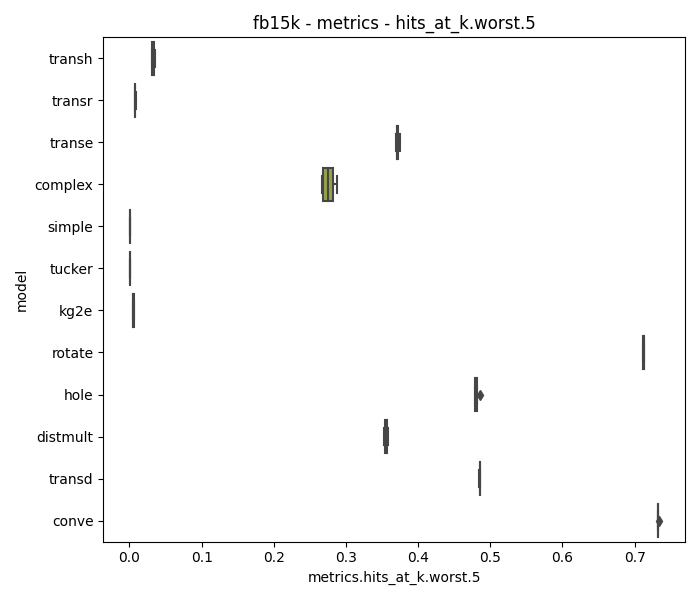 fb15k - metrics - hits_at_k.worst.5
transh
transr
transe
complex
simple
tucker
kg2e
rotate
hole
distmult
transd
conve
model
0.0 0.1 0.2 0.3 0.4 0.5 0.6 0.7
metrics.hits_at_k.worst.5